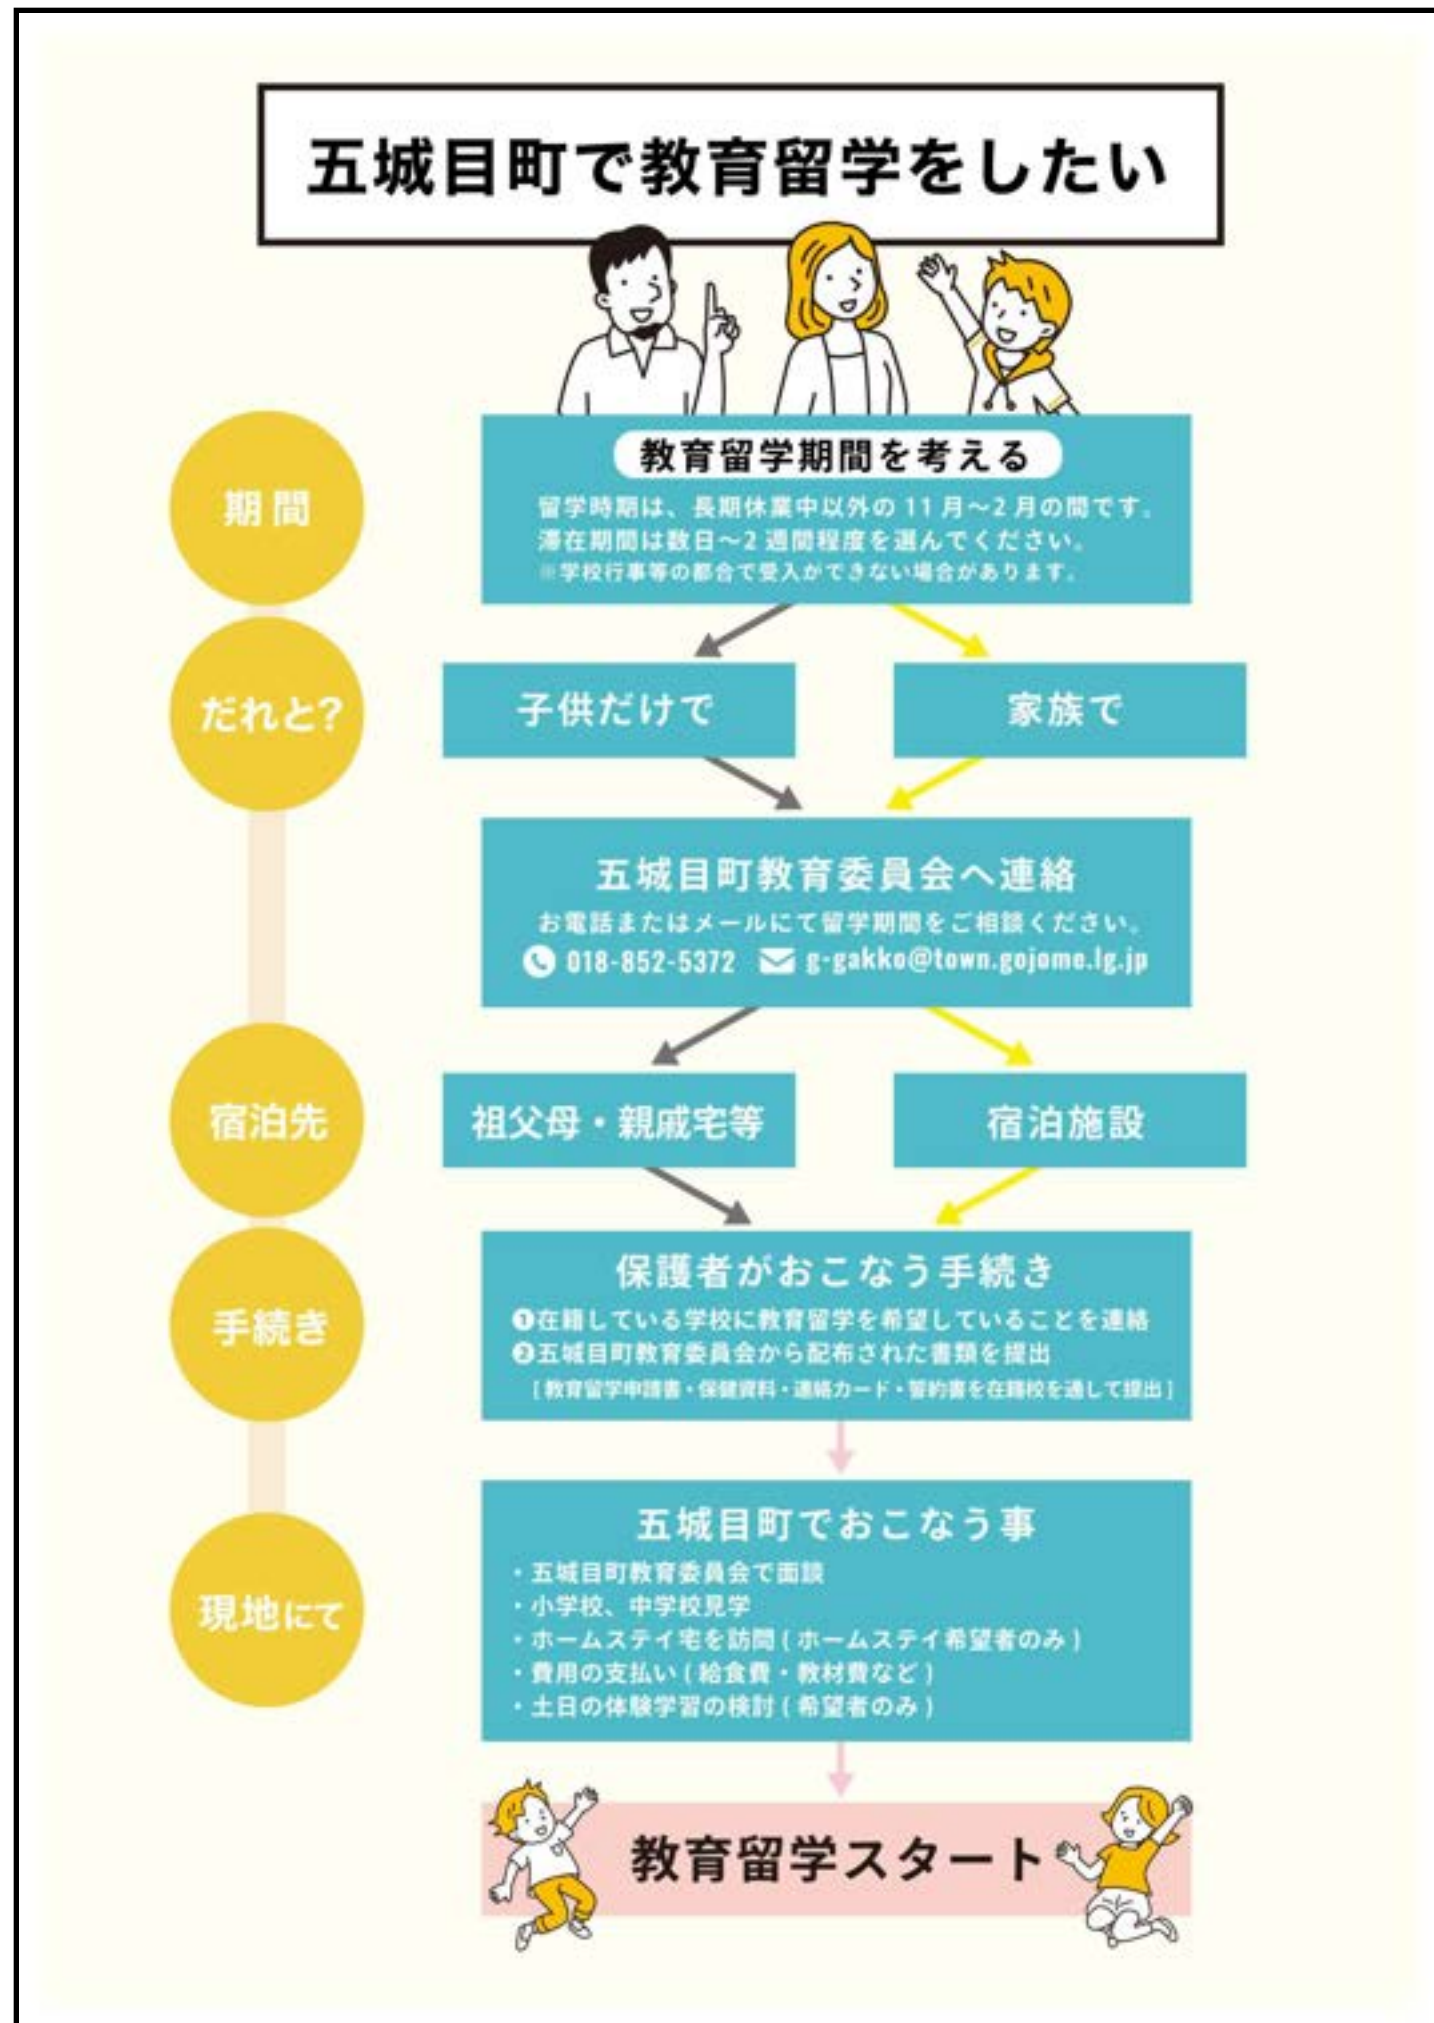 五城目町で教育留学をしたい
期間
教育留学期間を考える
留学時期は、長期休業中以外の11月～2月の間です。
滞在期間は数日～2週間程度を選んでください。
※学校行事等の都合で受入ができない場合があります。
だれと?
子供だけで
家族で
五城目町教育委員会へ連絡
お電話またはメールにて留学期間をご相談ください。
018-852-5372 g-gakko@town.gojome.lg.jp
宿泊先
祖父母・親戚宅等
宿泊施設
手続き
保護者がおこなう手続き
❶在籍している学校に教育留学を希望していることを連絡
❷五城目町教育委員会から配布された書類を提出
[教育留学申請書・保健資料・連絡カード・誓約書を在籍校を通して提出]
現地にて
五城目町でおこなう事
・五城目町教育委員会で面談
・小学校、中学校見学
・ホームステイ宅を訪問(ホームステイ希望者のみ)
・費用の支払い(給食費・教材費など)
・土日の体験学習の検討(希望者のみ)
教育留学スタート